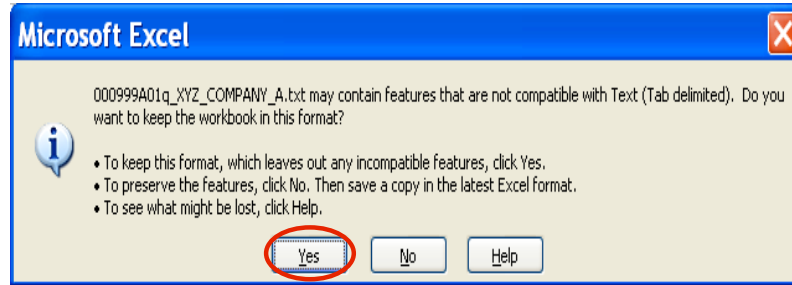 Microsoft Excel
000999A01q_XYZ_COMPANY_A.txt may contain features that are not compatible with Text (Tab delimited).  Do you
want to keep the workbook in this format?
• To keep this format, which leaves out any incompatible features, click Yes.
• To preserve the features, click No. Then save a copy in the latest Excel format.
• To see what might be lost, click Help.
Yes No Help